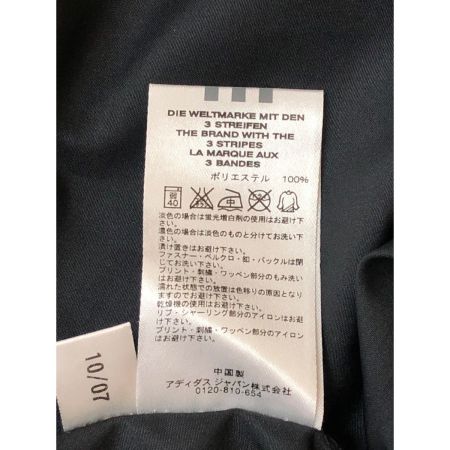 DIE WELTMARKE MIT DEN
3 STREIFEN
THE BRAND WITH THE
3 STRIPES
LA MARQUE AUX
3 BANDES
ポリエステル 100%
弱
40
淡色の場合は蛍光増白剤の使用はお避け下さい。
濃色の場合は淡色のものと分けてお洗い下さい。
漬け置きはお避け下さい。
ファスナー・ベルクロ・釦・バックルは閉じてお洗い下さい。
プリント・刺繍・ワッペン部分のもみ洗いはお避け下さい。
濡れた状態での放置は色移りの原因となりますのでお避け下さい。
乾燥機の使用はお避け下さい。
リブ・シャーリング部分のアイロンはお避け下さい。
プリント・刺繍・ワッペン部分のアイロンはお避け下さい。
中国製
アディダス ジャパン株式会社
0120-810-654
10/07